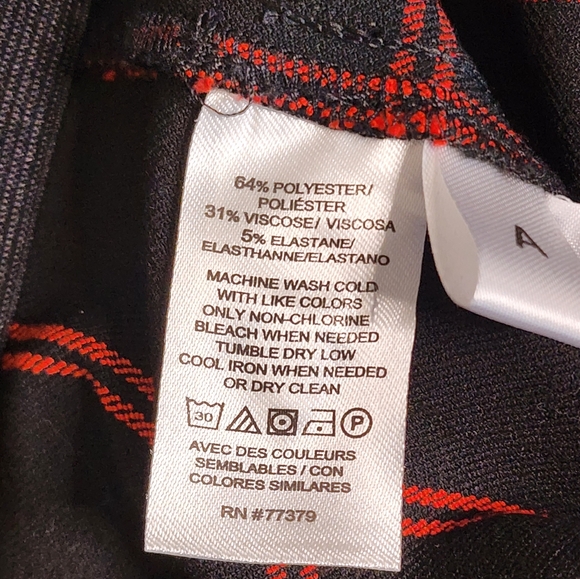 64% POLYESTER/
POLIÉSTER
31% VISCOSE/ VISCOSA
5% ELASTANE/
ELASTHANNE/ELASTANO
MACHINE WASH COLD
WITH LIKE COLORS
ONLY NON-CHLORINE
BLEACH WHEN NEEDED
TUMBLE DRY LOW
COOL IRON WHEN NEEDED
OR DRY CLEAN
30 P
AVEC DES COULEURS
SEMBLABLES / CON
COLORES SIMILARES
RN #77379
A